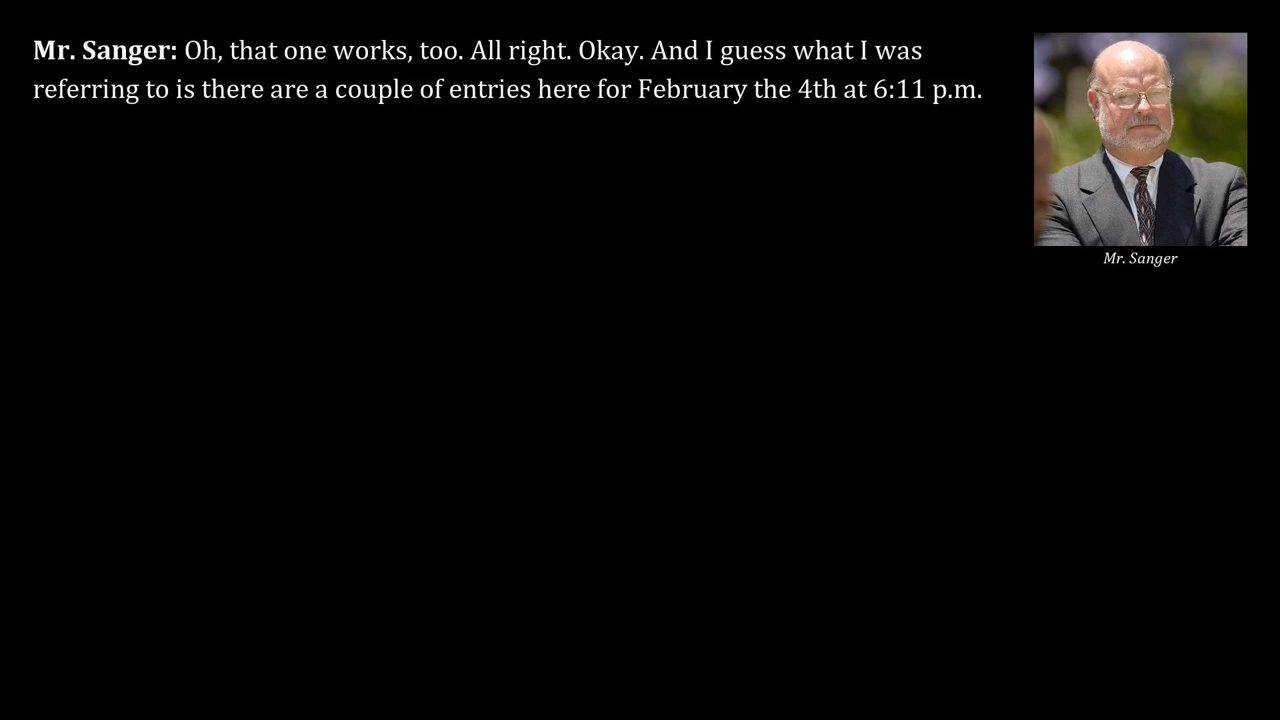 Mr. Sanger: Oh, that one works, too. All right. Okay. And I guess what I was
referring to is there are a couple of entries here for February the 4th at 6:11 p.m.
Mr. Sanger